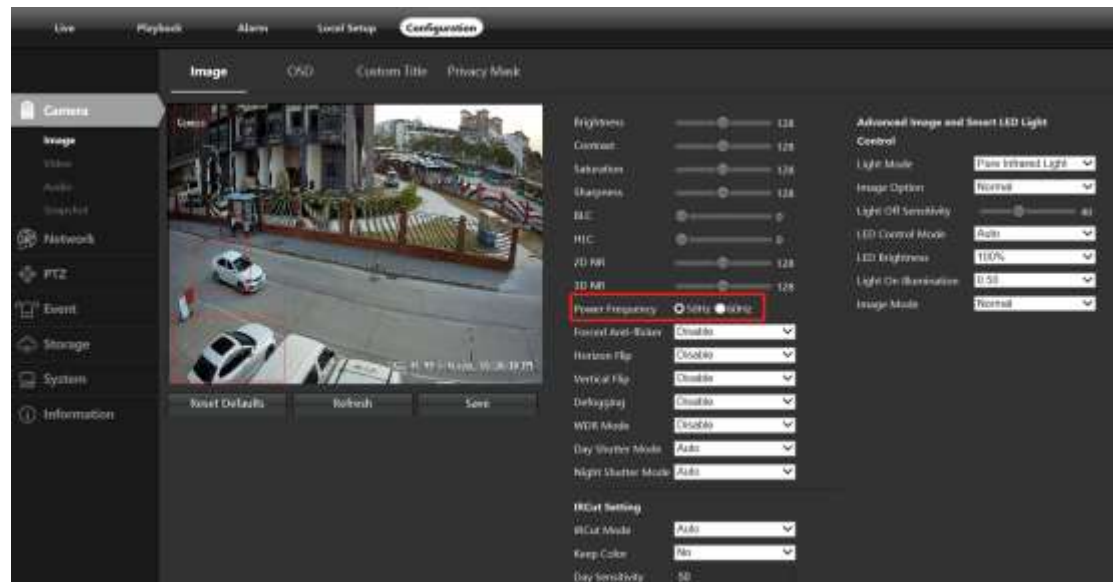 Live Playback Alarm Local Setup Configuration
Image OSD Custom Title Privacy Mask
Camera
Image
Video
Audio
Snapshot
Network
PTZ
Event
Storage
System
Information
Reset Defaults Refresh Save
Brightness 128
Contrast 128
Saturation 128
Sharpness 128
BLC 0
HLC 0
2D NR 128
3D NR 128
Power Frequency 50Hz 60Hz
Forced Anti-flicker Disable
Horizon Flip Disable
Vertical Flip Disable
Defogging Disable
WDR Mode Disable
Day Shutter Mode Auto
Night Shutter Mode Auto
IRCut Setting
IRCut Mode Auto
Keep Color No
Day Sensitivity 50
Advanced Image and Smart LED Light
Control
Light Mode Pure Infrared Light
Image Option Normal
Light Off Sensitivity 40
LED Control Mode Auto
LED Brightness 100%
Light On Illumination 0.50
Image Mode Normal